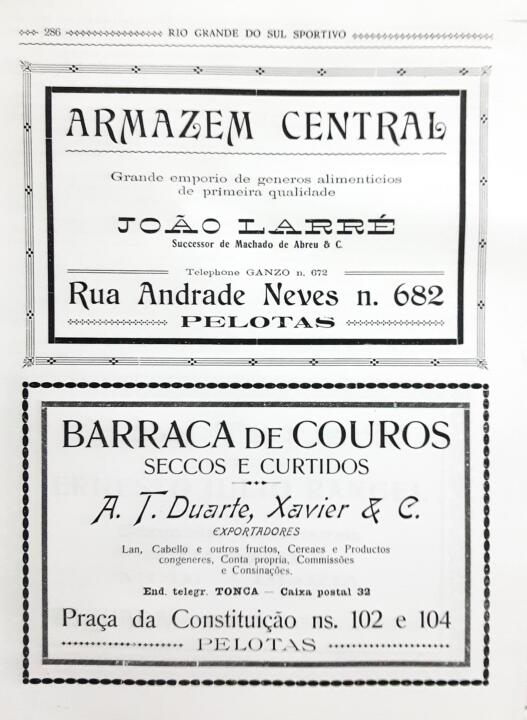 286 RIO GRANDE DO SUL SPORTIVO
ARMAZEM CENTRAL
Grande emporio de generos alimenticios
de primeira qualidade
JOÃO LARRÉ
Successor de Machado de Abreu & C.
Telephone GANZO n. 672
Rua Andrade Neves n. 682
PELOTAS
BARRACA DE COUROS
SECCOS E CURTIDOS
A. T. Duarte, Xavier & C.
EXPORTADORES
Lan, Cabello e outros fructos, Cereaes e Productos
congeneres, Conta propria, Commissões
e Consinações.
End. telegr. TONCA — Caixa postal 32
Praça da Constituição ns. 102 e 104
PELOTAS